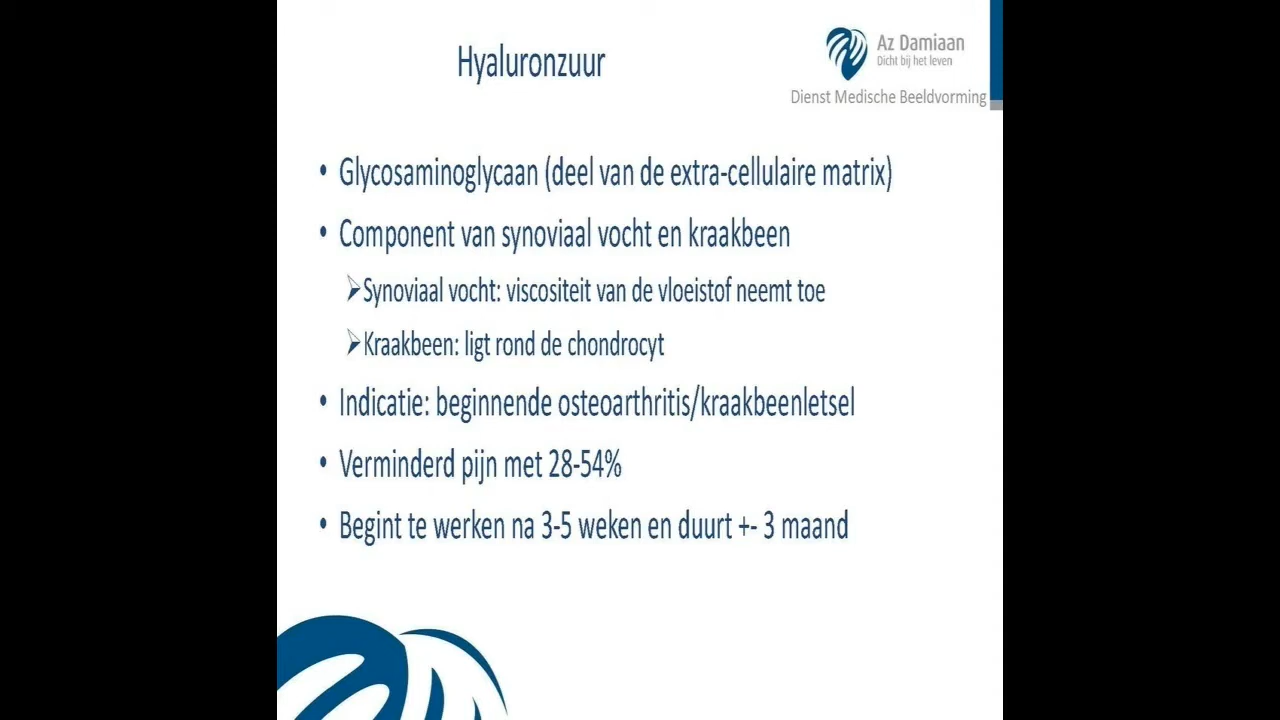 Hyaluronzuur
Az Damiaan
Dicht bij het leven
Dienst Medische Beeldvorming
• Glycosaminoglycaan (deel van de extra-cellulaire matrix)
• Component van synoviaal vocht en kraakbeen
➢Synoviaal vocht: viscositeit van de vloeistof neemt toe
➢Kraakbeen: ligt rond de chondrocyt
• Indicatie: beginnende osteoarthritis/kraakbeenletsel
• Verminderd pijn met 28-54%
• Begint te werken na 3-5 weken en duurt +- 3 maand